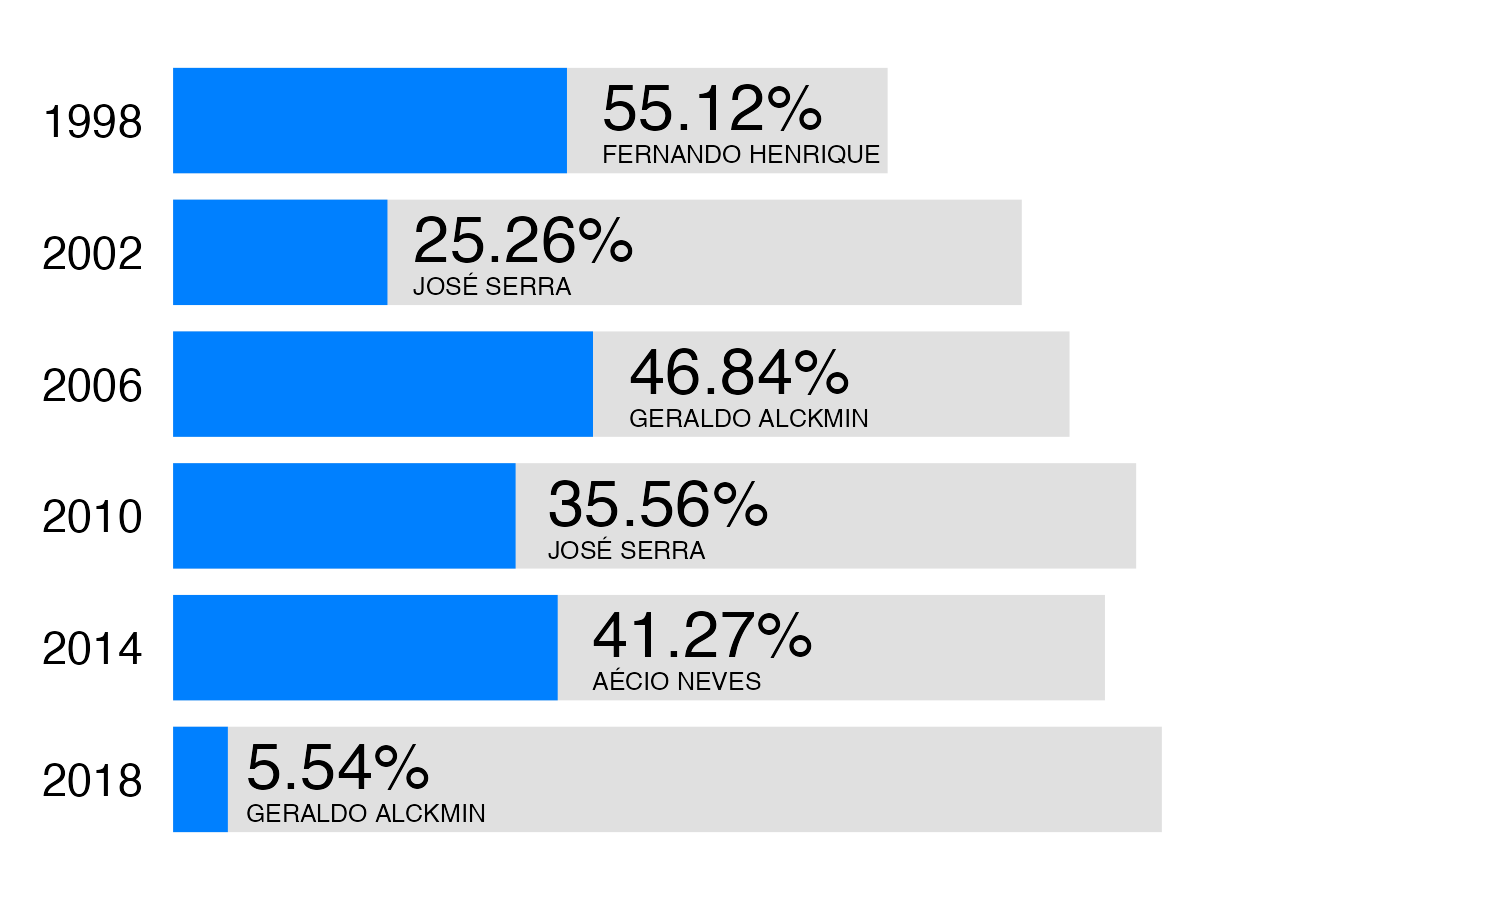 1998
55.12%
FERNANDO HENRIQUE
2002
25.26%
JOSÉ SERRA
2006
46.84%
GERALDO ALCKMIN
2010
35.56%
JOSÉ SERRA
2014
41.27%
AÉCIO NEVES
2018
5.54%
GERALDO ALCKMIN